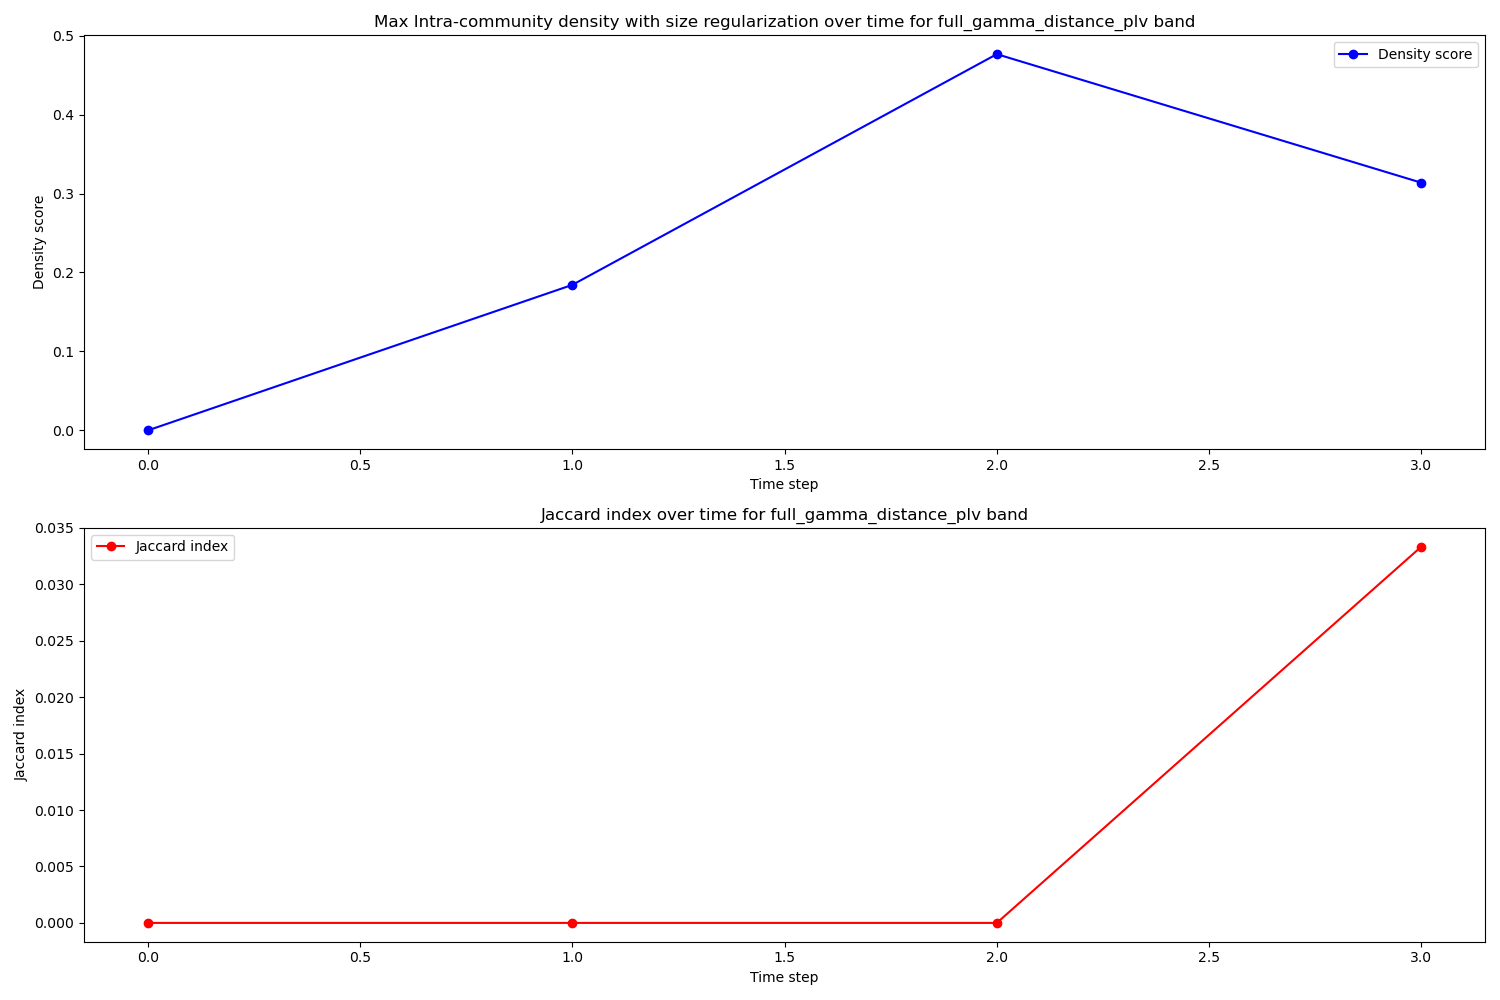 Max Intra-community density with size regularization over time for full_gamma_distance_plv band
Density score
0.5
0.4
0.3
0.2
0.1
0.0
Density score
0.0 0.5 1.0 1.5 2.0 2.5 3.0
Time step
Jaccard index over time for full_gamma_distance_plv band
Jaccard index
0.035
0.030
0.025
0.020
0.015
0.010
0.005
0.000
Jaccard index
0.0 0.5 1.0 1.5 2.0 2.5 3.0
Time step